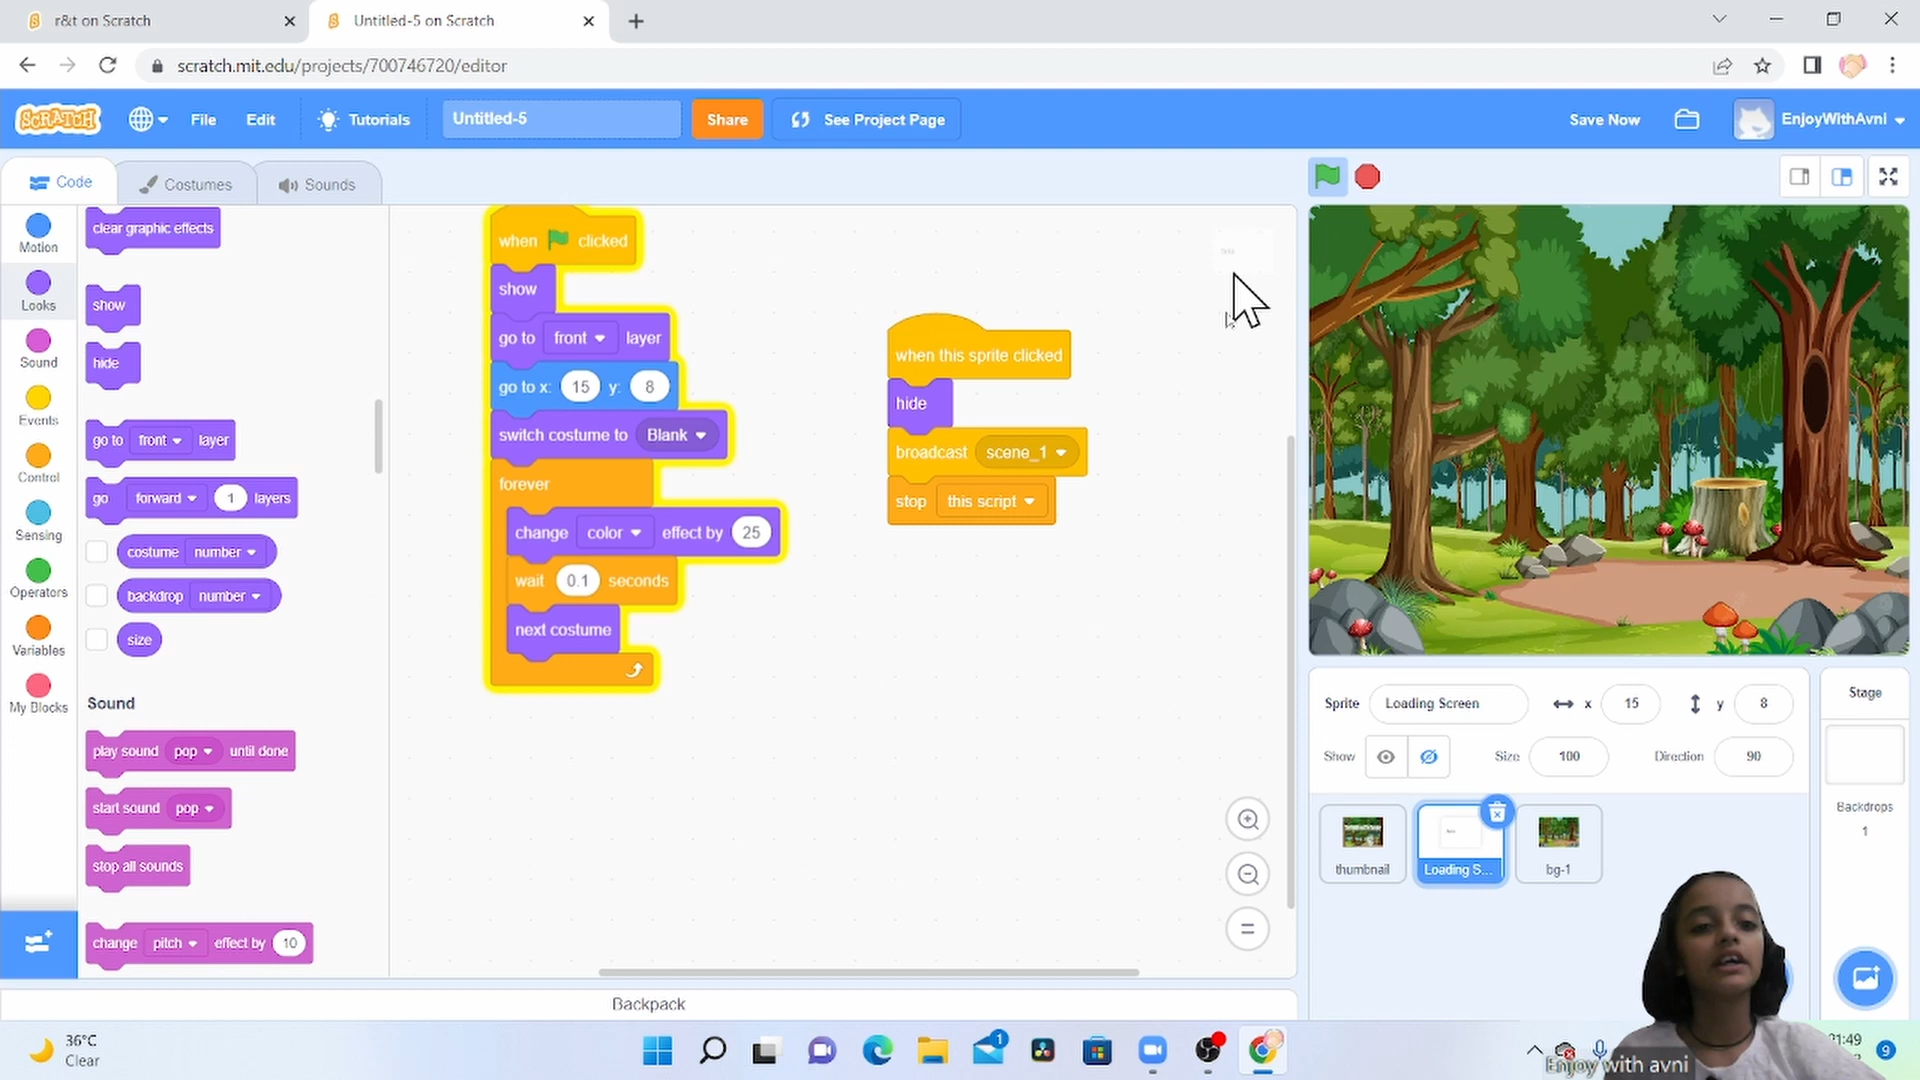 r&t on Scratch
Untitled-5 on Scratch
scratch.mit.edu/projects/700746720/editor
SCRATCH
File
Edit
Tutorials
Untitled-5
Share
See Project Page
Save Now
EnjoyWithAvni
Code
Costumes
Sounds
Motion
Looks
Sound
Events
Control
Sensing
Operators
Variables
My Blocks
clear graphic effects
show
hide
go to front layer
go forward 1 layers
costume number
backdrop number
size
Sound
play sound pop until done
start sound pop
stop all sounds
change pitch effect by 10
when clicked
show
go to front layer
go to x: 15 y: 8
switch costume to Blank
forever
change color effect by 25
wait 0.1 seconds
next costume
when this sprite clicked
hide
broadcast scene_1
stop this script
Sprite Loading Screen x 15 y 8
Show Size 100 Direction 90
thumbnail
Loading S...
bg-1
Stage
Backdrops
1
Backpack
36°C
Clear
1
9
Enjoy with avni